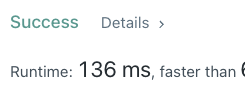 Success Details ›
Runtime: 136 ms, faster than